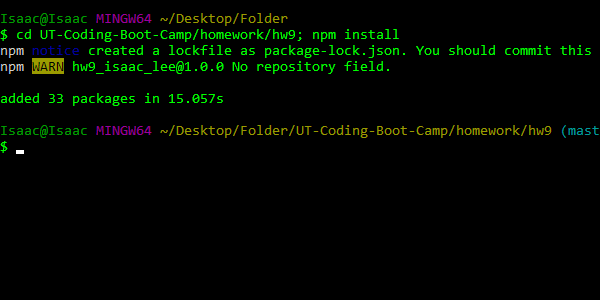 Isaac@Isaac MINGW64 ~/Desktop/Folder
$ cd UT-Coding-Boot-Camp/homework/hw9; npm install
npm notice created a lockfile as package-lock.json. You should commit this
npm WARN hw9_isaac_lee@1.0.0 No repository field.
added 33 packages in 15.057s
Isaac@Isaac MINGW64 ~/Desktop/Folder/UT-Coding-Boot-Camp/homework/hw9 (mast
$